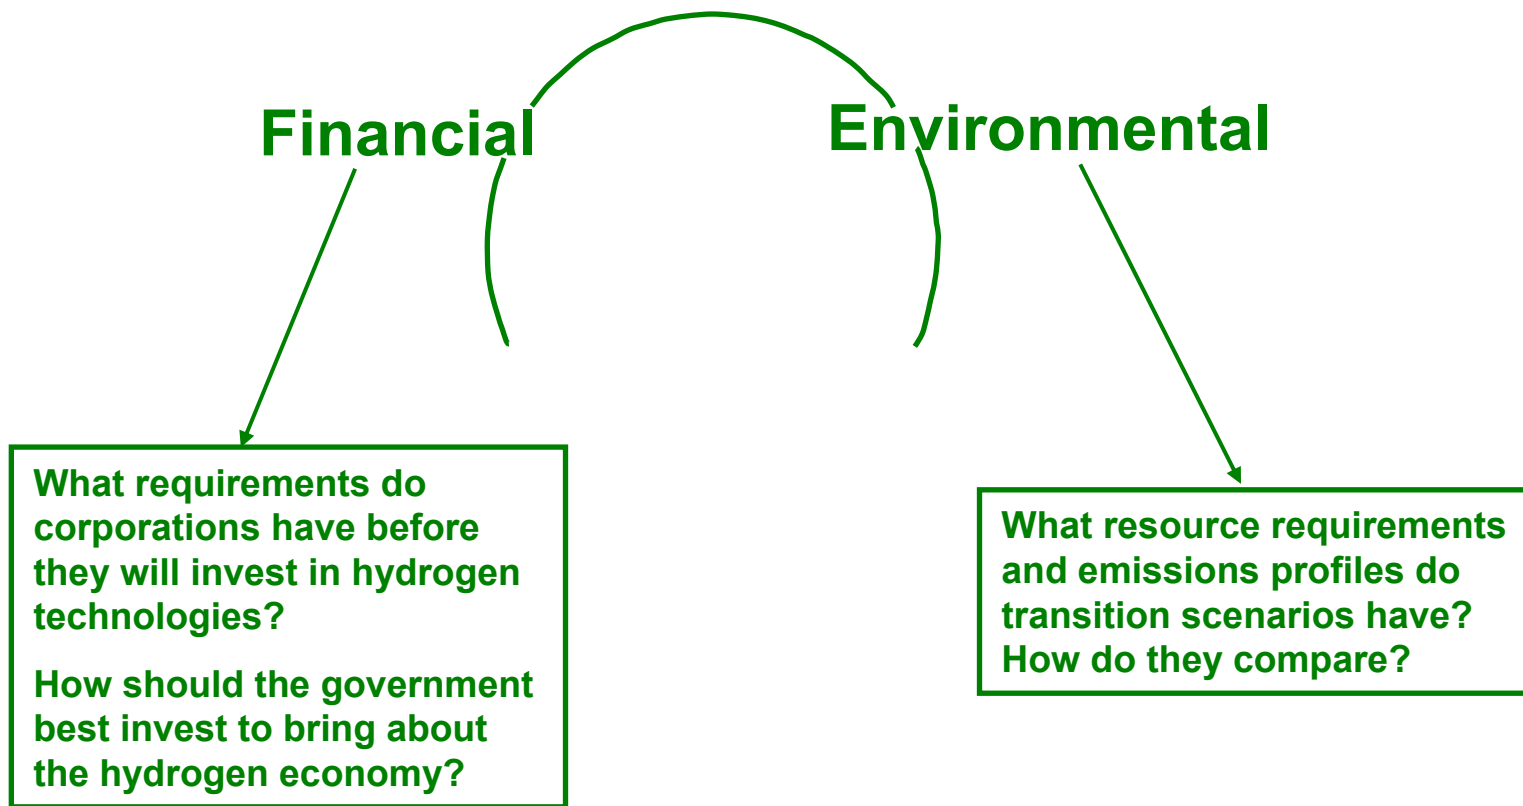 Financial
Environmental
What requirements do
corporations have before
they will invest in hydrogen
technologies?
How should the government
best invest to bring about
the hydrogen economy?
What resource requirements
and emissions profiles do
transition scenarios have?
How do they compare?